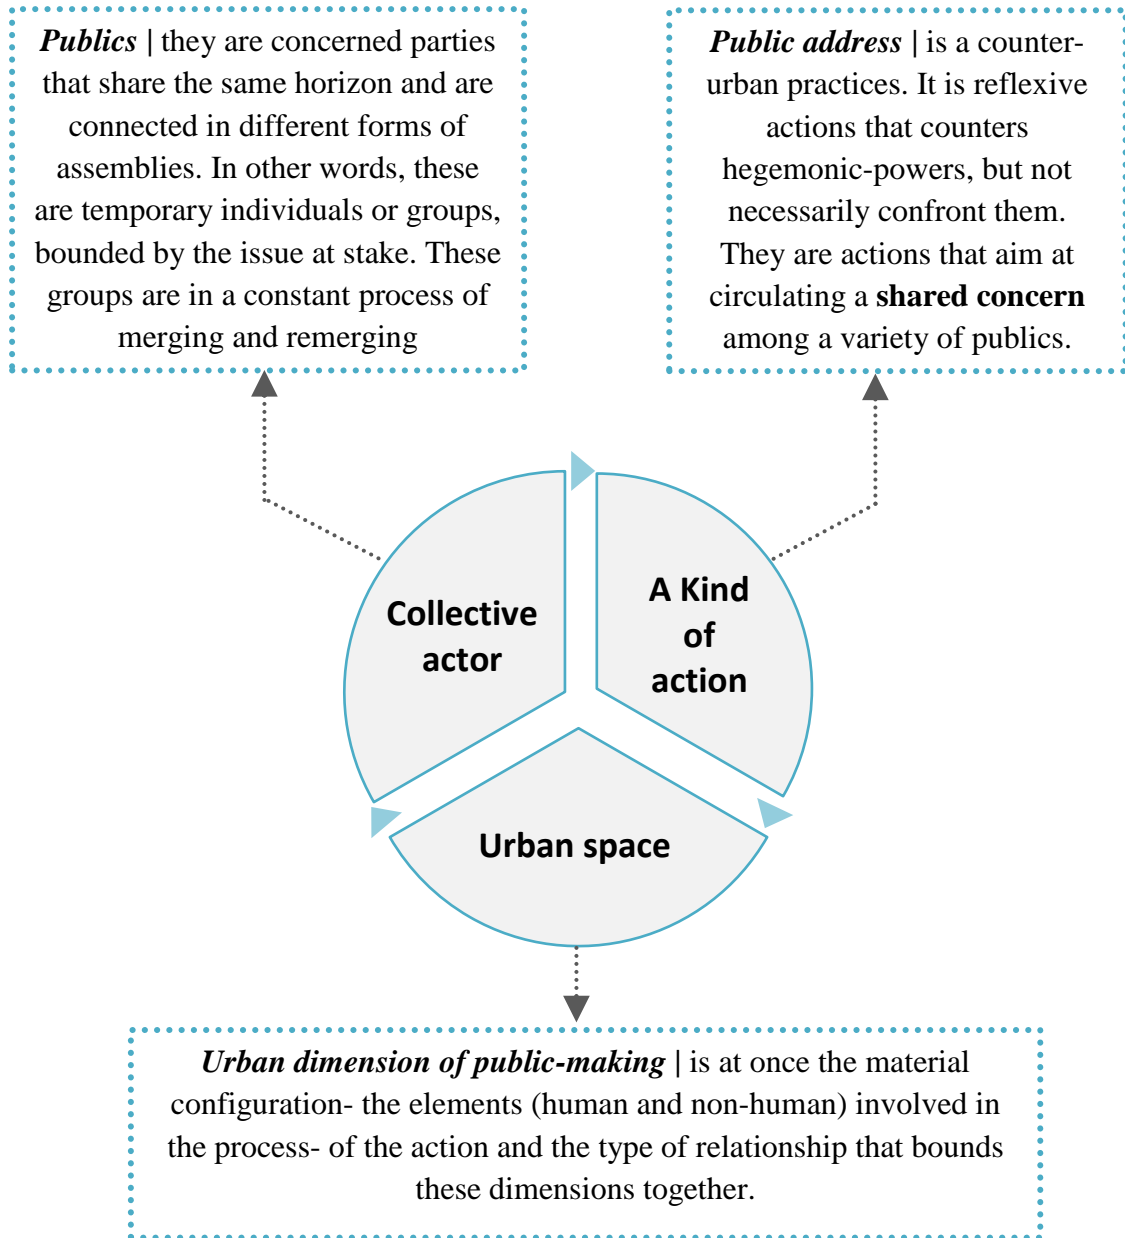 Publics | they are concerned parties
that share the same horizon and are
connected in different forms of
assemblies. In other words, these
are temporary individuals or groups,
bounded by the issue at stake. These
groups are in a constant process of
merging and remerging
Public address | is a counter-
urban practices. It is reflexive
actions that counters
hegemonic-powers, but not
necessarily confront them.
They are actions that aim at
circulating a shared concern
among a variety of publics.
Collective
actor
A Kind
of
action
Urban space
Urban dimension of public-making | is at once the material
configuration- the elements (human and non-human) involved in
the process- of the action and the type of relationship that bounds
these dimensions together.